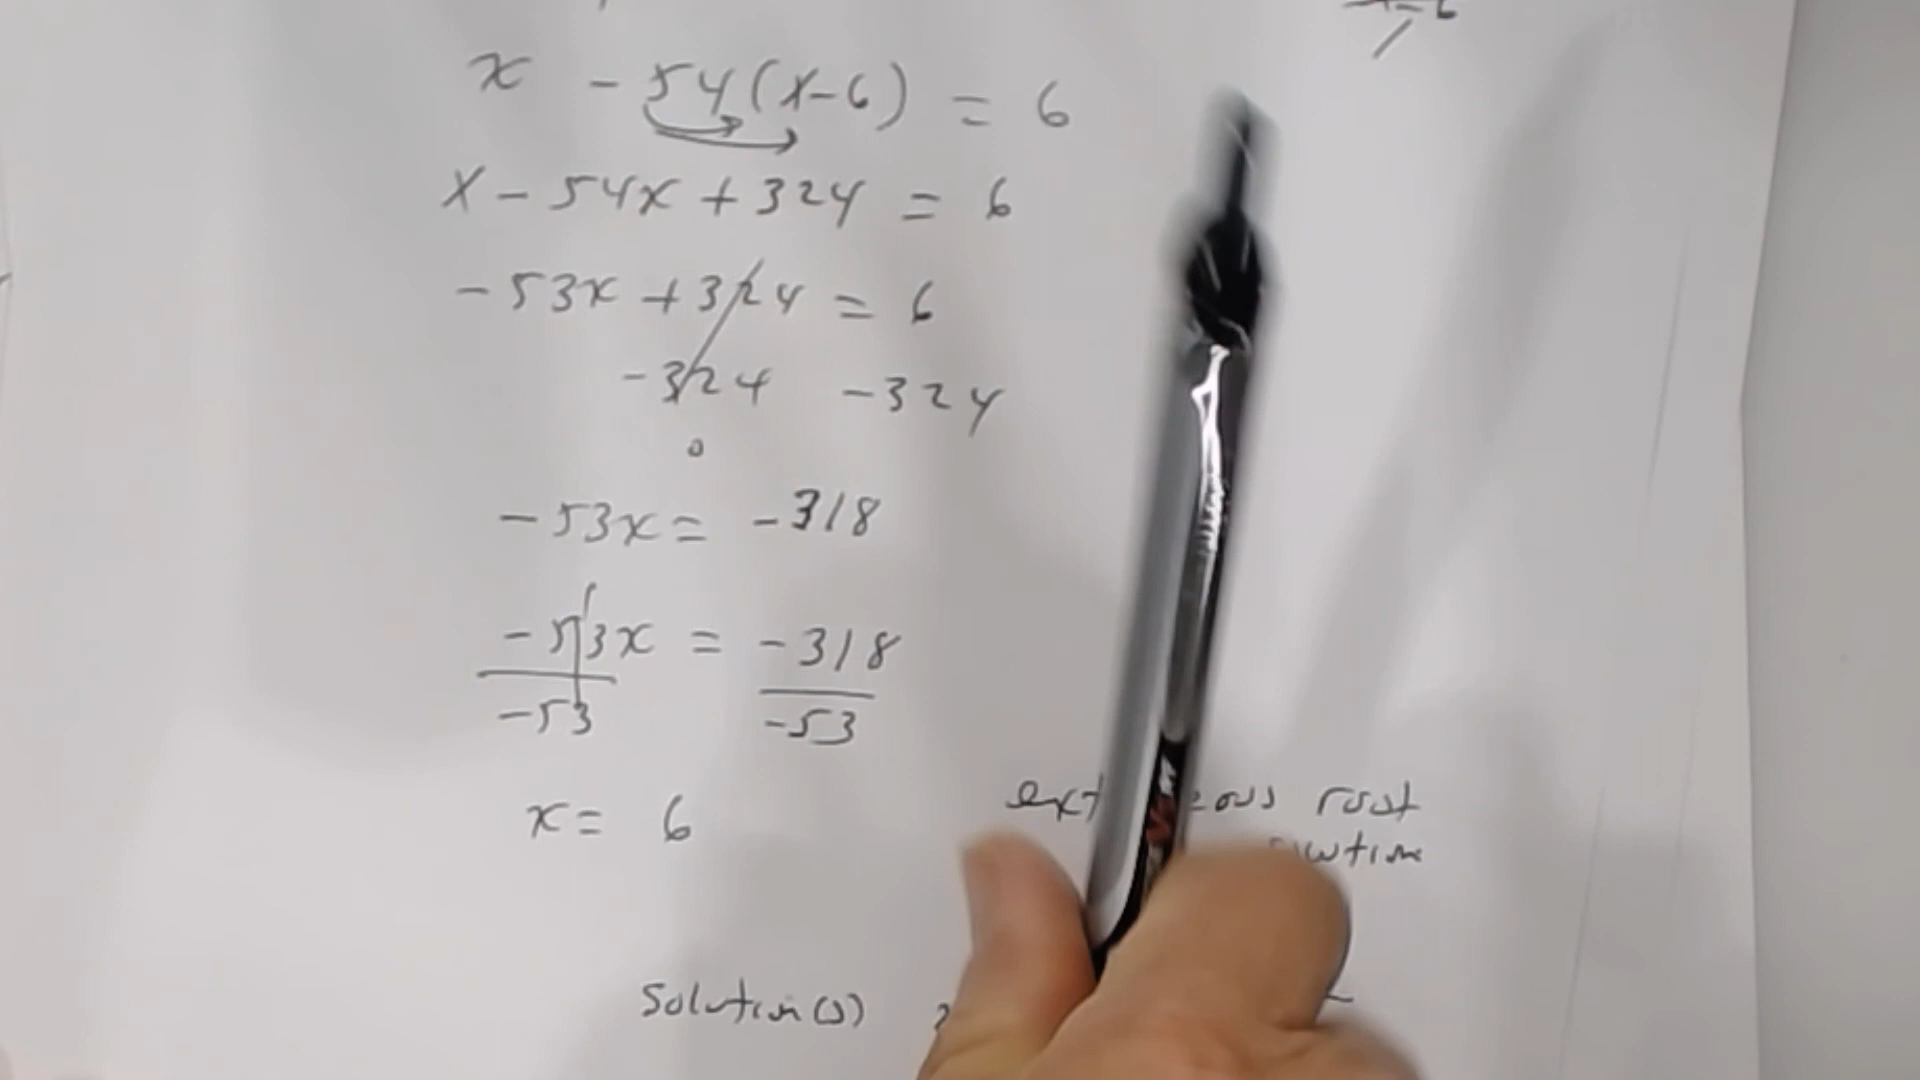 x - 54(x-6) = 6
x - 54x + 324 = 6
-53x + 324 = 6
-324 -324
0
-53x = -318
-53x = -318
-53 -53
x = 6
root
Solution(s)